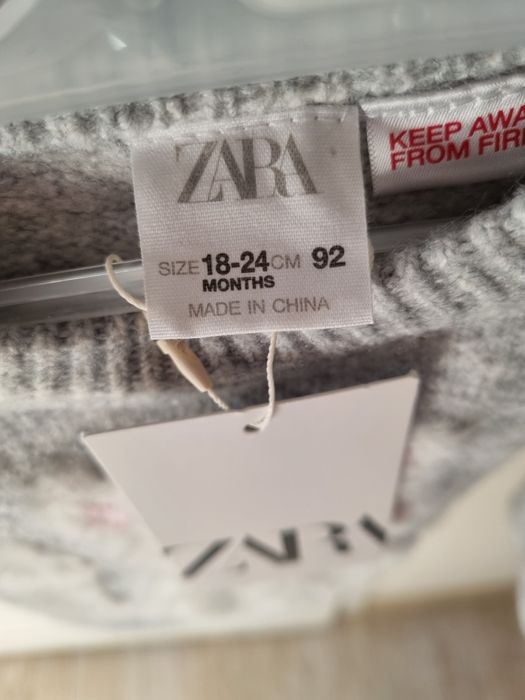 ZARA
SIZE 18-24 CM 92
MONTHS
MADE IN CHINA
KEEP AWA
FROM FIR
ZARA